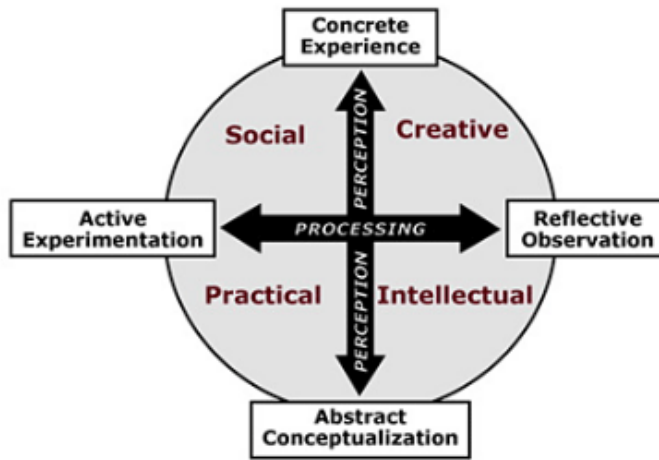 Concrete
Experience
Social
Creative
PERCEPTION
Active
Experimentation
PROCESSING
Reflective
Observation
Practical
Intellectual
PERCEPTION
Abstract
Conceptualization